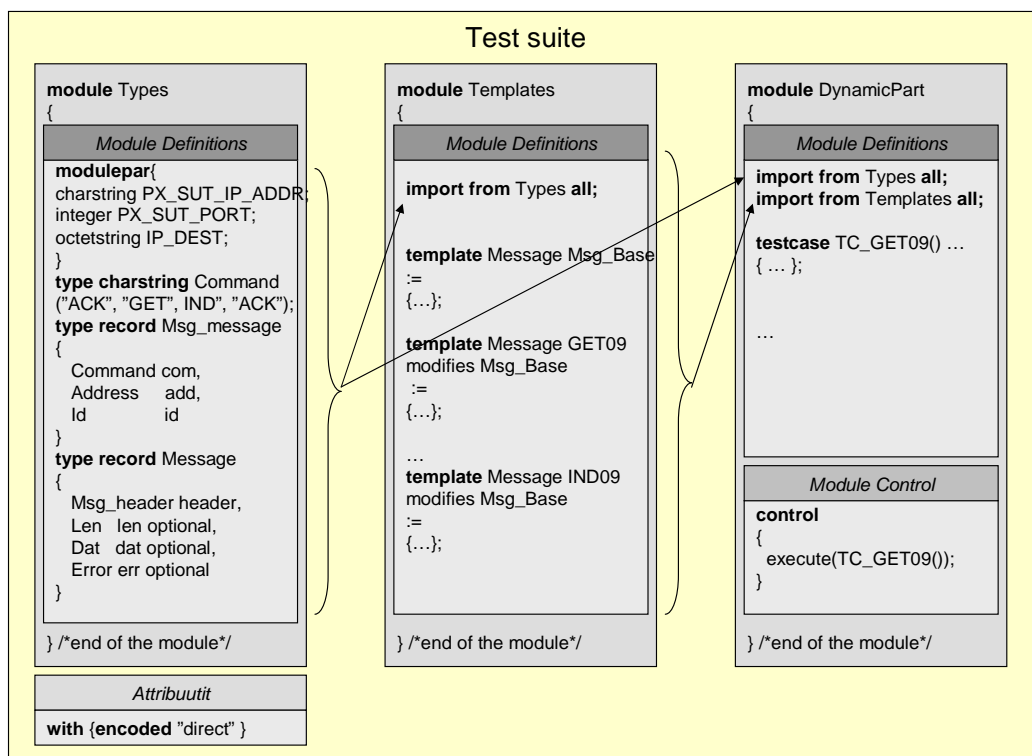 Test suite
module Types
{
Module Definitions
modulepar{
charstring PX_SUT_IP_ADDR;
integer PX_SUT_PORT;
octetstring IP_DEST;
}
type charstring Command
(”ACK”, ”GET”, IND”, ”ACK”);
type record Msg_message
{
Command com,
Address add,
Id id
}
type record Message
{
Msg_header header,
Len len optional,
Dat dat optional,
Error err optional
}
} /*end of the module*/
Attribuutit
with {encoded ”direct” }
module Templates
{
Module Definitions
import from Types all;
template Message Msg_Base
:=
{…};
template Message GET09
modifies Msg_Base
:=
{…};
…
template Message IND09
modifies Msg_Base
:=
{…};
} /*end of the module*/
module DynamicPart
{
Module Definitions
import from Types all;
import from Templates all;
testcase TC_GET09() …
{ … };
…
Module Control
control
{
execute(TC_GET09());
}
} /*end of the module*/